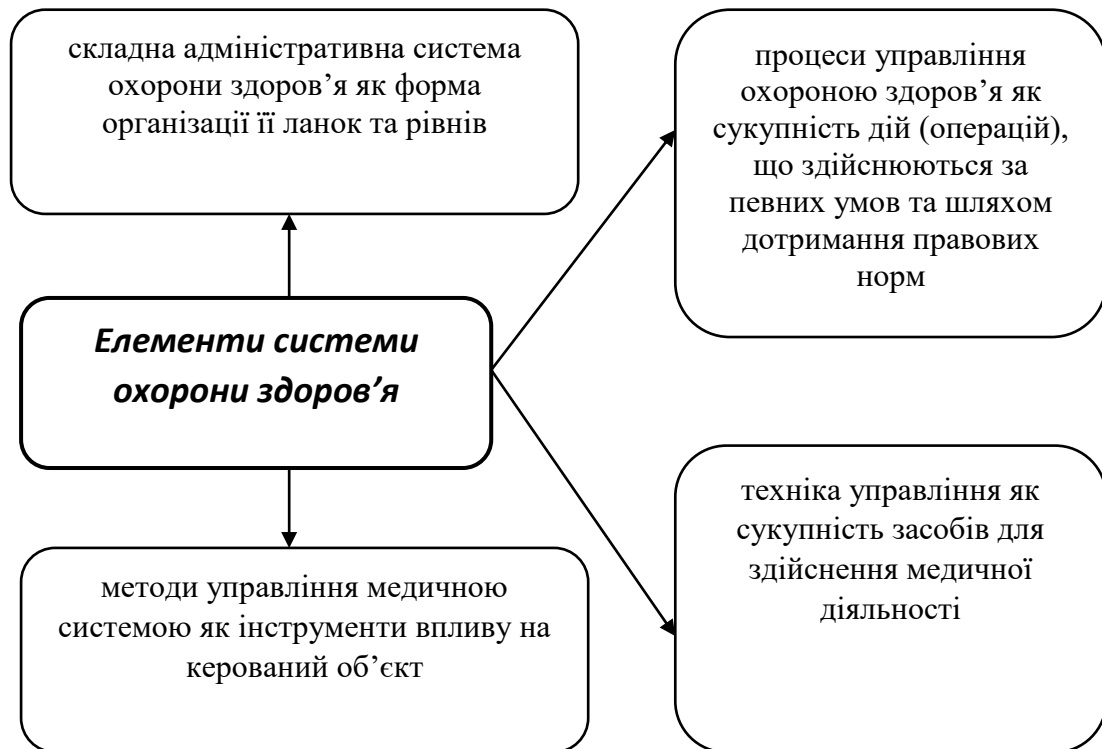 складна адміністративна система
охорони здоров’я як форма
організації її ланок та рівнів
процеси управління
охороною здоров’я як
сукупність дій (операцій),
що здійснюються за
певних умов та шляхом
дотримання правових
норм
Елементи системи
охорони здоров’я
методи управління медичною
системою як інструменти впливу на
керований об’єкт
техніка управління як
сукупність засобів для
здійснення медичної
діяльності